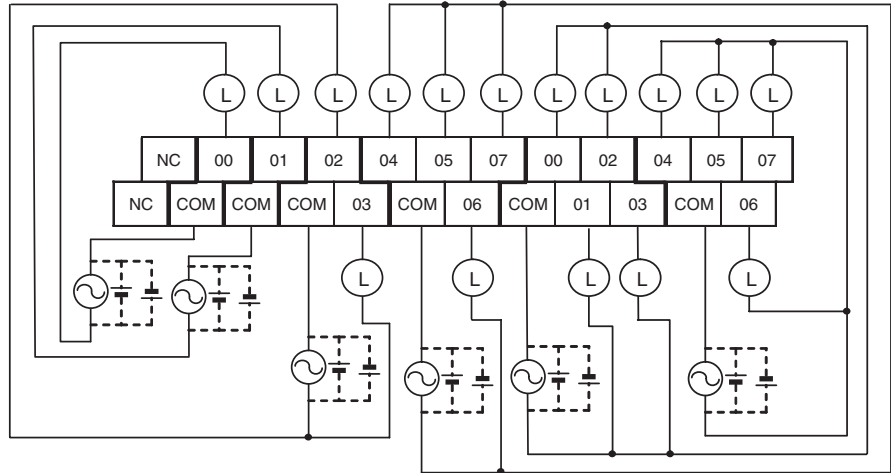 L L L L L L L L L L L
NC 00 01 02 04 05 07 00 02 04 05 07
NC COM COM COM 03 COM 06 COM 01 03 COM 06
L L L L L